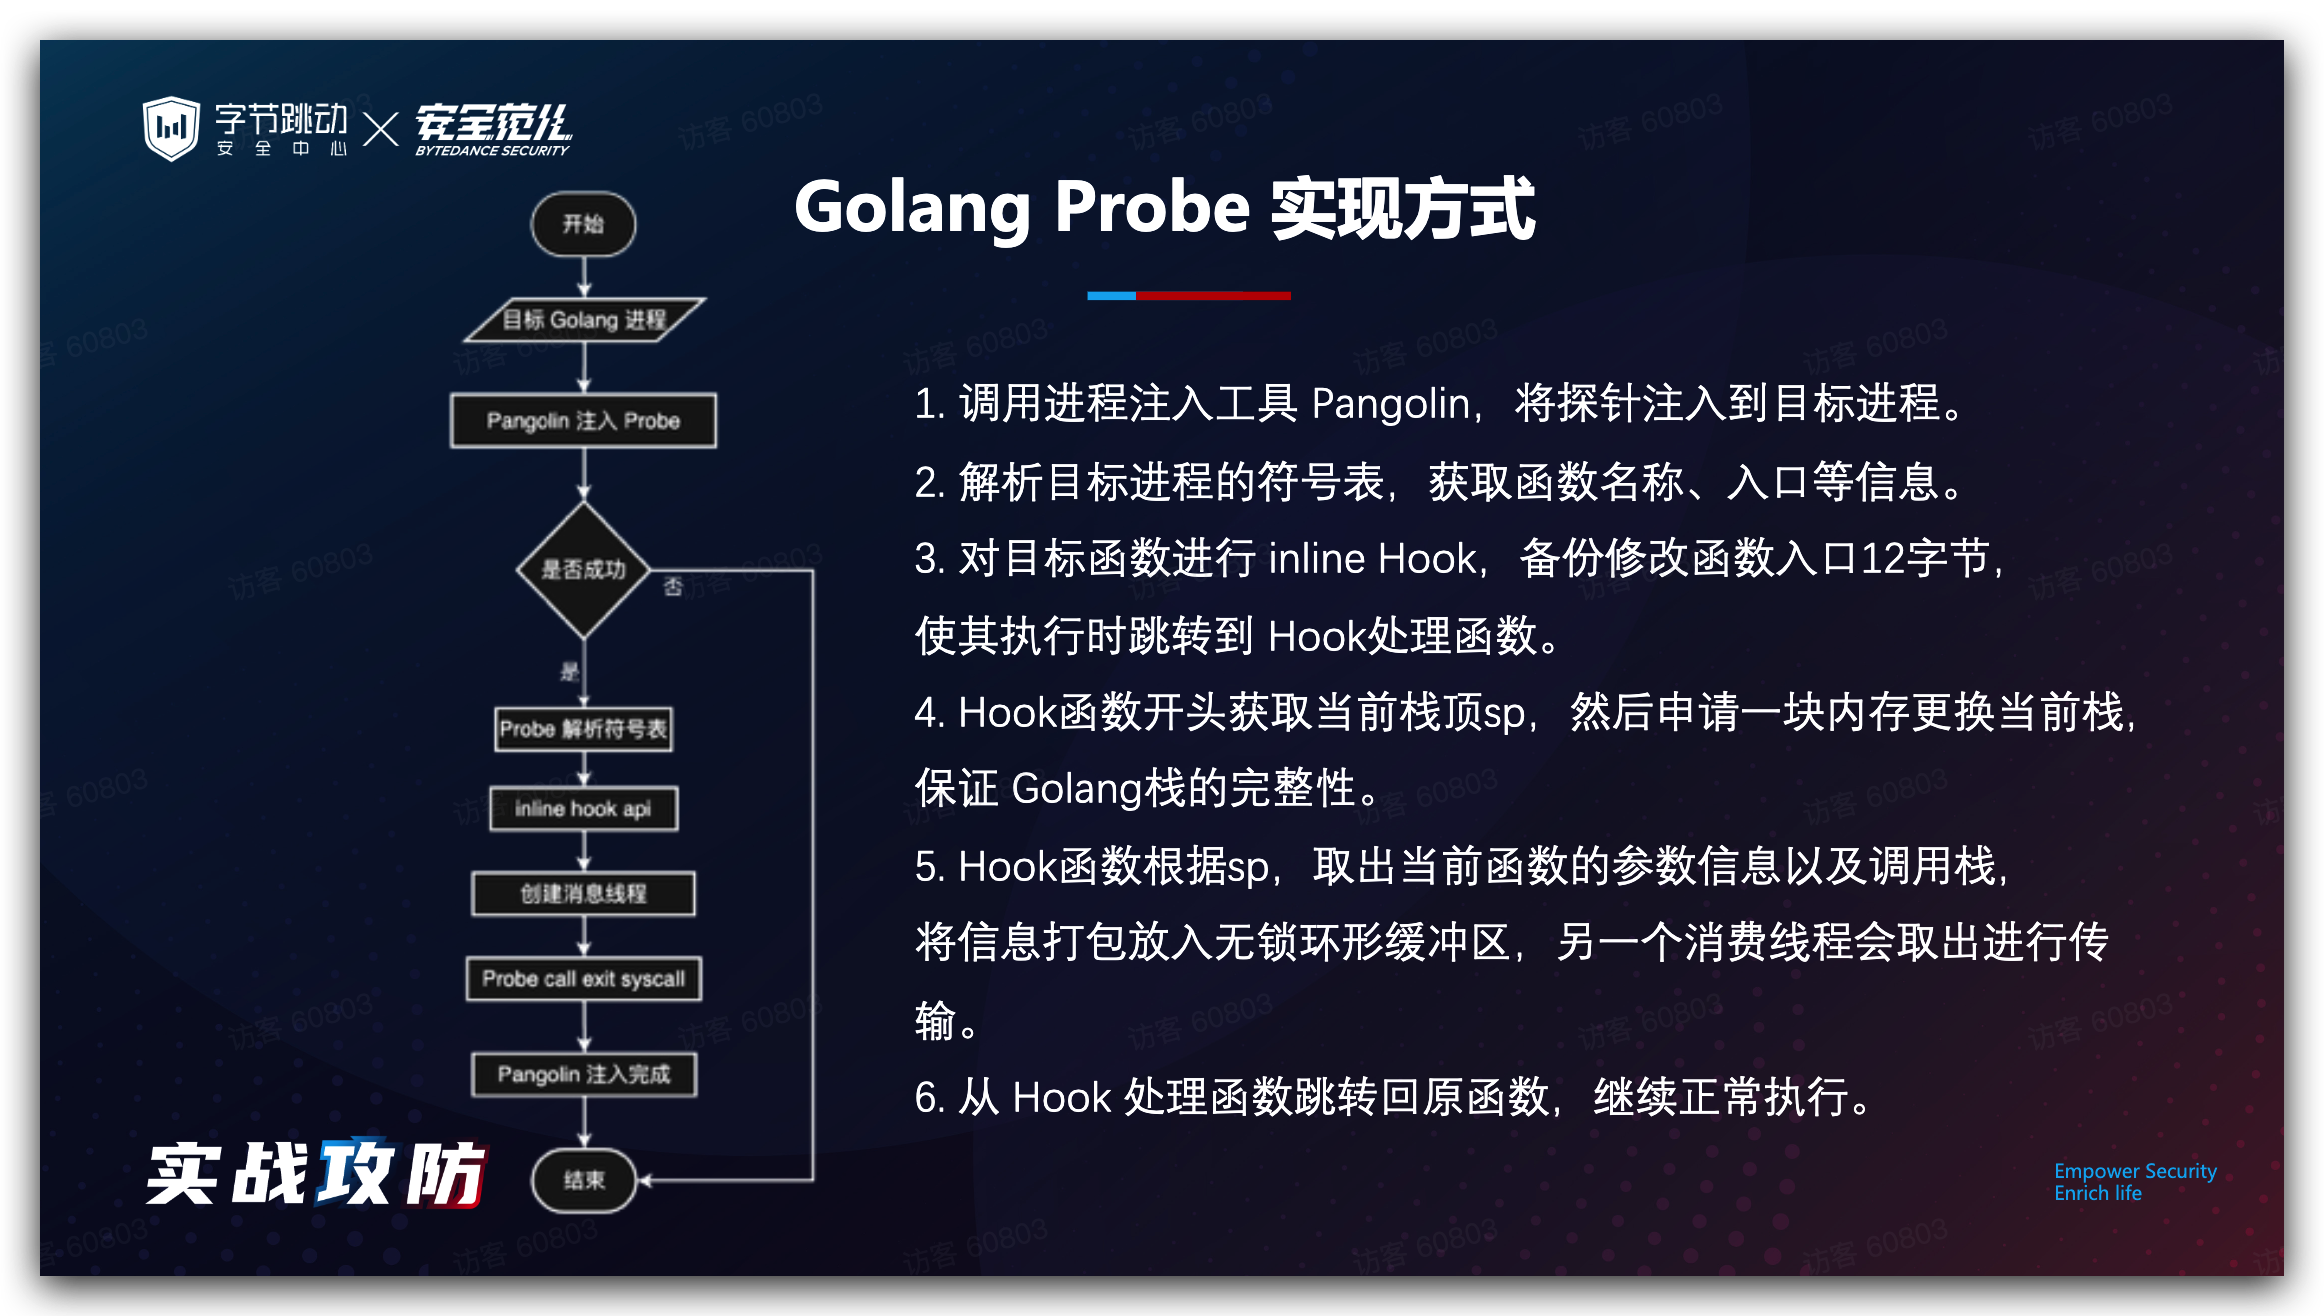 字节跳动
安全中心
安全范儿
BYTEDANCE SECURITY
Golang Probe 实现方式
开始
目标 Golang 进程
Pangolin 注入 Probe
是否成功
否
是
Probe 解析符号表
inline hook api
创建消息线程
Probe call exit syscall
Pangolin 注入完成
结束
1. 调用进程注入工具 Pangolin，将探针注入到目标进程。
2. 解析目标进程的符号表，获取函数名称、入口等信息。
3. 对目标函数进行 inline Hook，备份修改函数入口12字节，
使其执行时跳转到 Hook处理函数。
4. Hook函数开头获取当前栈顶sp，然后申请一块内存更换当前栈，
保证 Golang栈的完整性。
5. Hook函数根据sp，取出当前函数的参数信息以及调用栈，
将信息打包放入无锁环形缓冲区，另一个消费线程会取出进行传
输。
6. 从 Hook 处理函数跳转回原函数，继续正常执行。
实战攻防
Empower Security
Enrich life
访客 60803